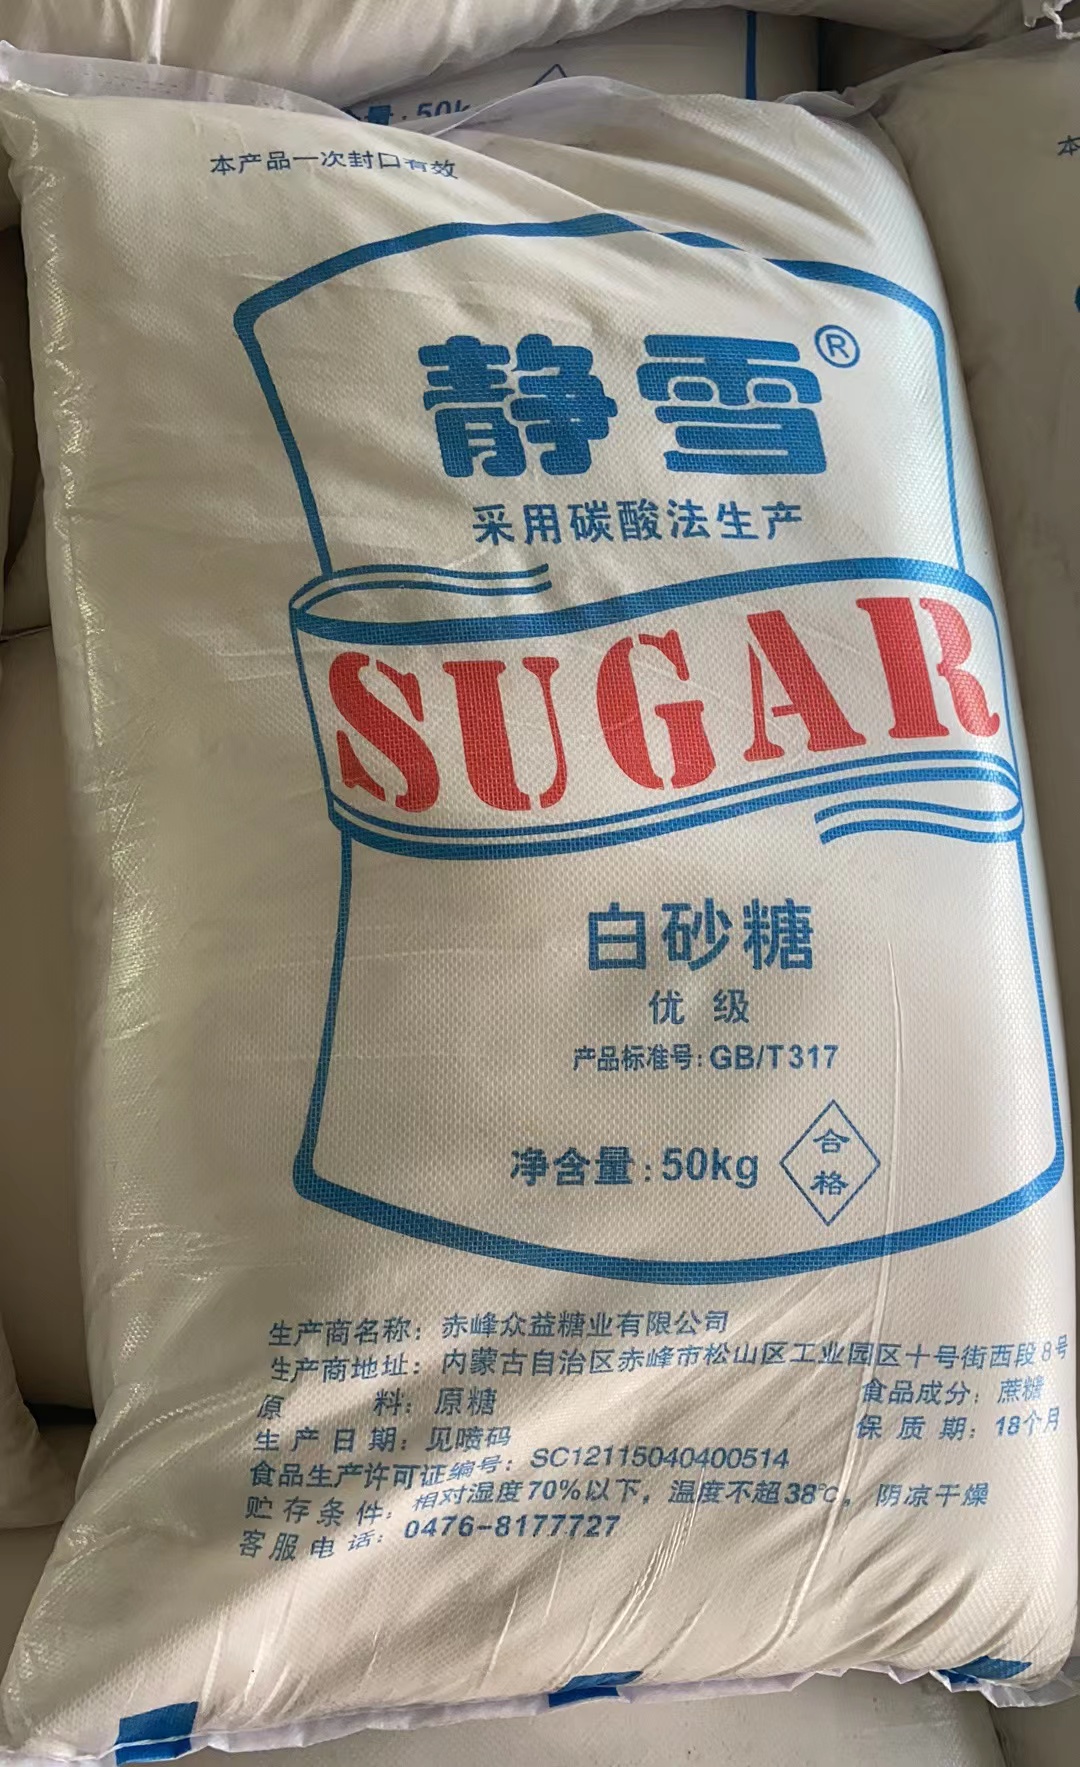 量:50k
本产品一次封口有效
静雪®
采用碳酸法生产
SUGAR
白砂糖
优级
产品标准号:GB/T317
净含量:50kg
合格
生产商名称:赤峰众益糖业有限公司
生产商地址:内蒙古自治区赤峰市松山区工业园区十号街西段8号
原料:原糖 食品成分:蔗糖
生产日期:见喷码 保质期:18个月
食品生产许可证编号:SC12115040400514
贮存条件:相对湿度70%以下,温度不超38℃,阴凉干燥
客服电话:0476-8177727
本